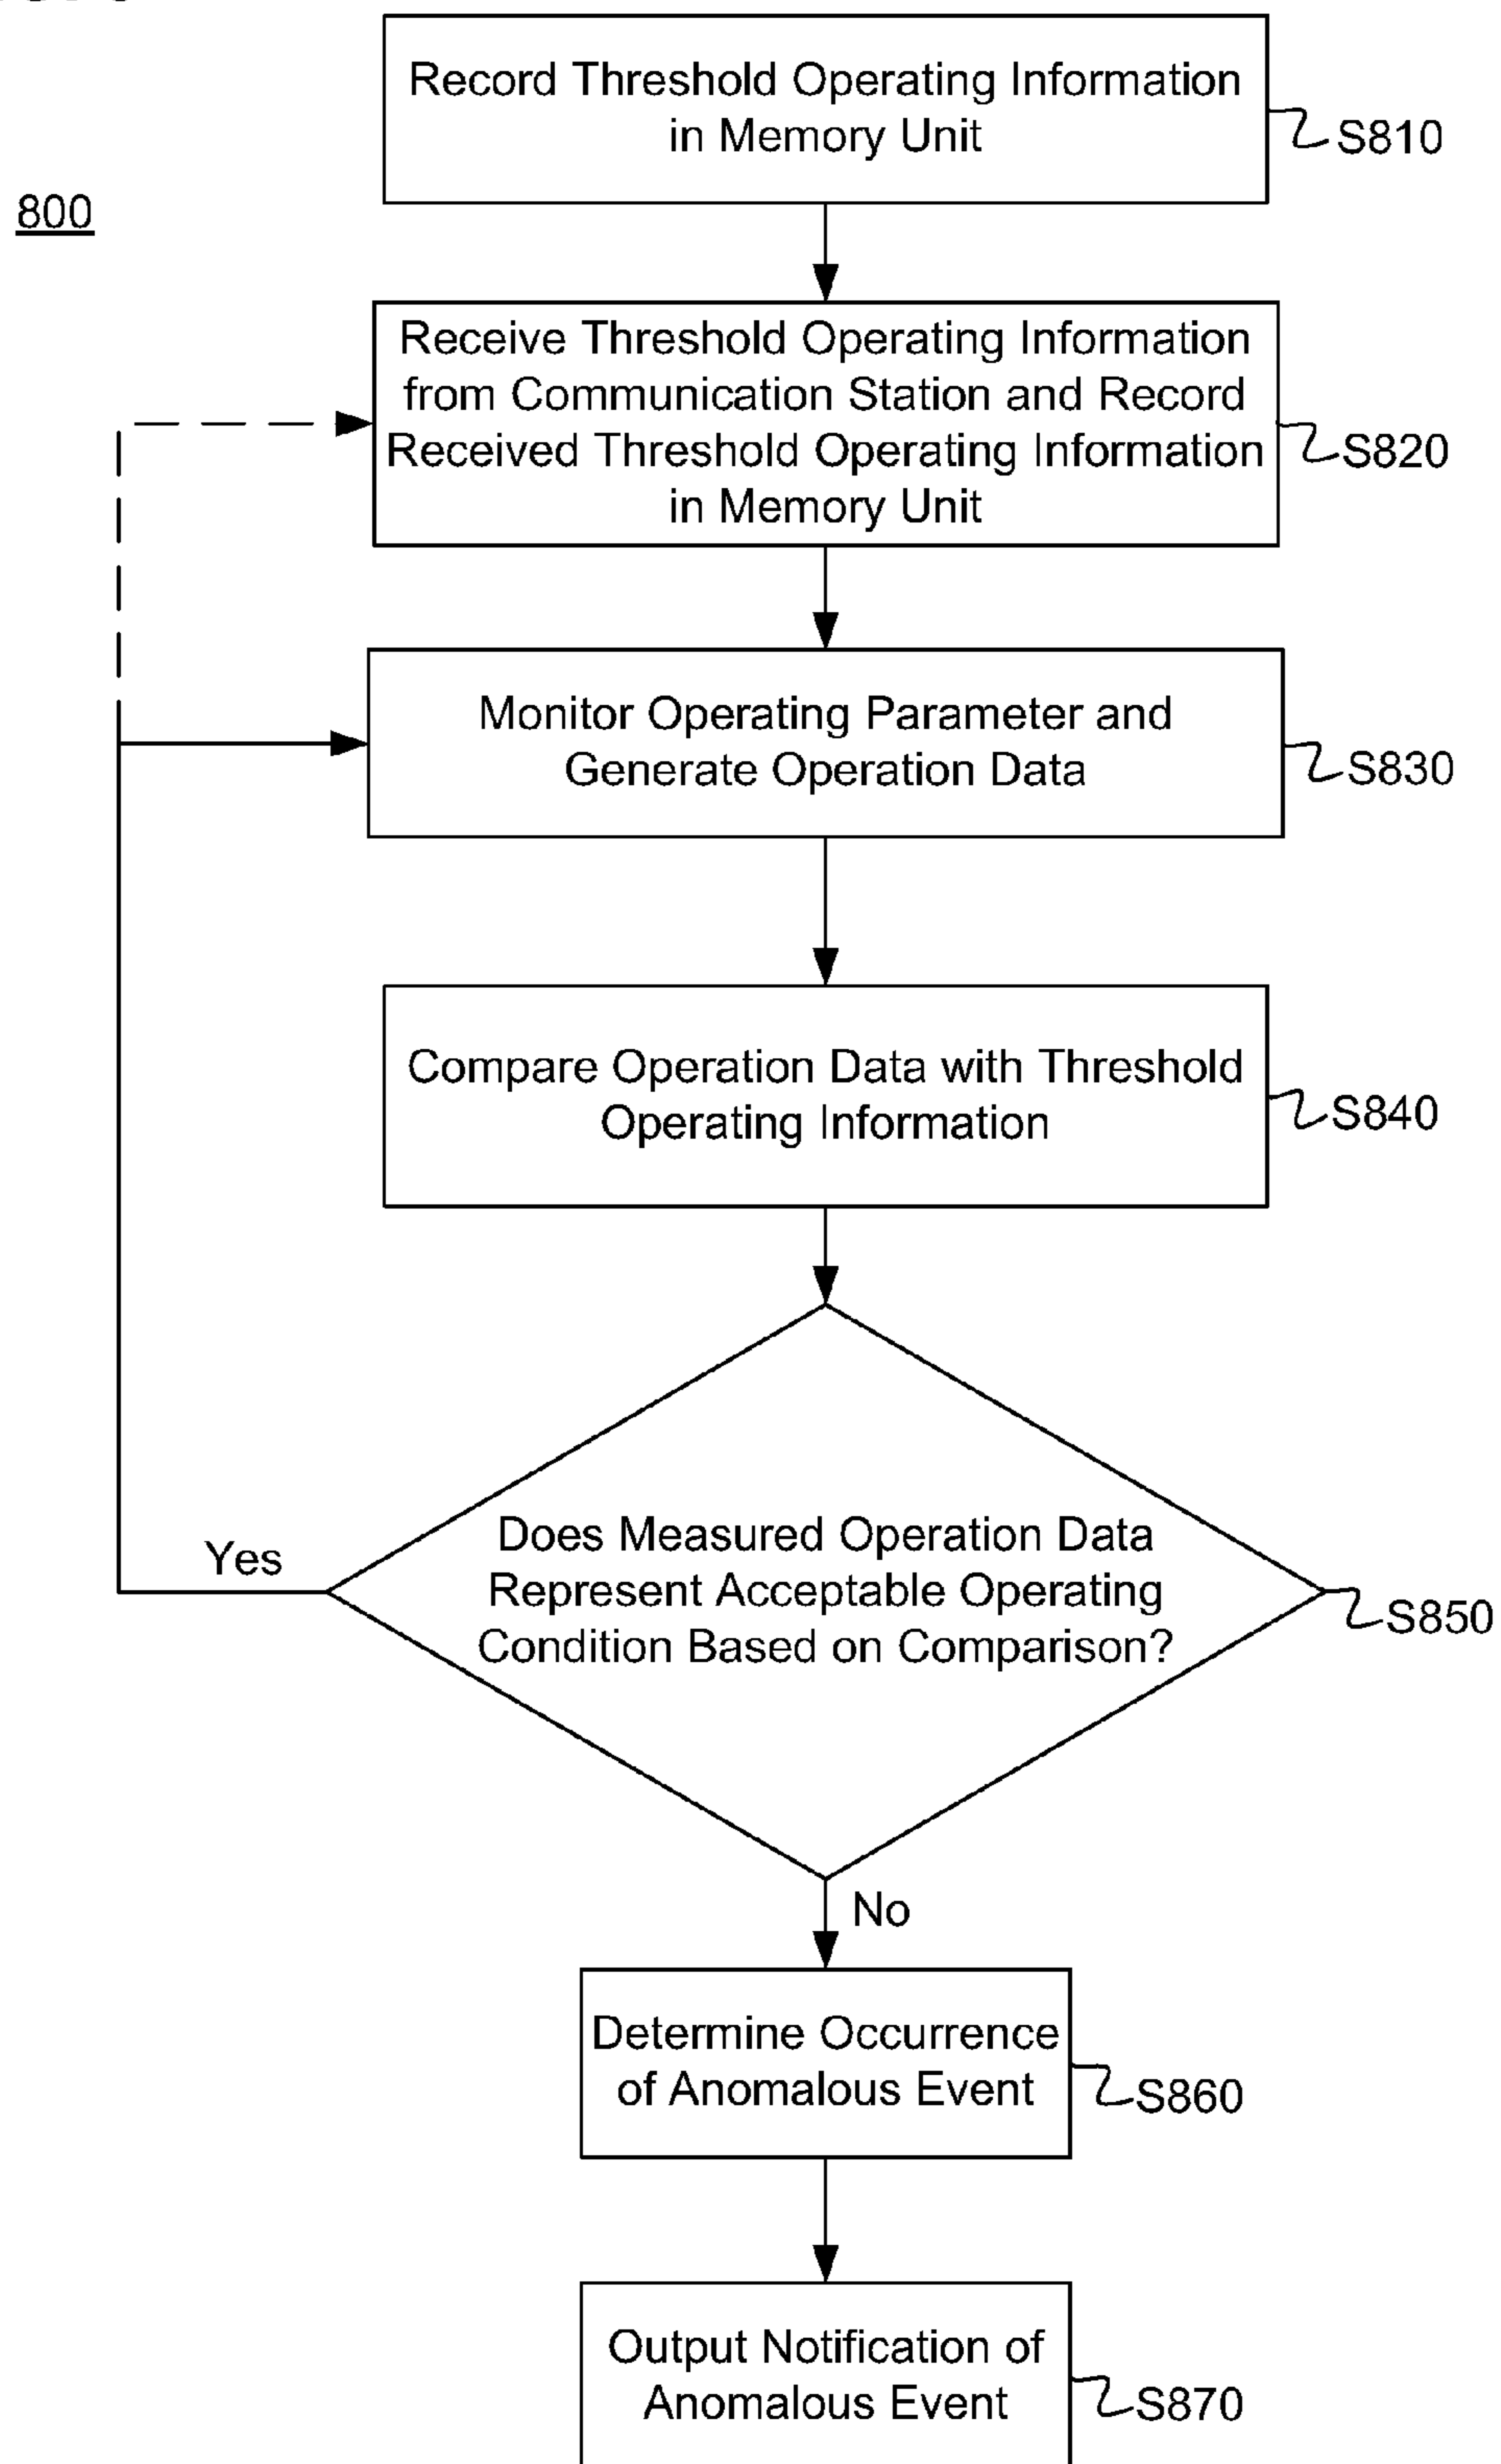 Record Threshold Operating Information
in Memory Unit
S810
800
Receive Threshold Operating Information
from Communication Station and Record
Received Threshold Operating Information
in Memory Unit
S820
Monitor Operating Parameter and
Generate Operation Data
S830
Compare Operation Data with Threshold
Operating Information
S840
Does Measured Operation Data
Represent Acceptable Operating
Condition Based on Comparison?
Yes
S850
No
Determine Occurrence
of Anomalous Event
S860
Output Notification of
Anomalous Event
S870